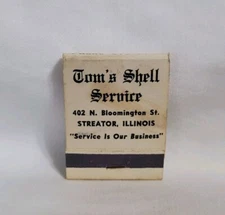 Tom's Shell
Service
402 N. Bloomington St.
STREATOR, ILLINOIS
"Service Is Our Business"